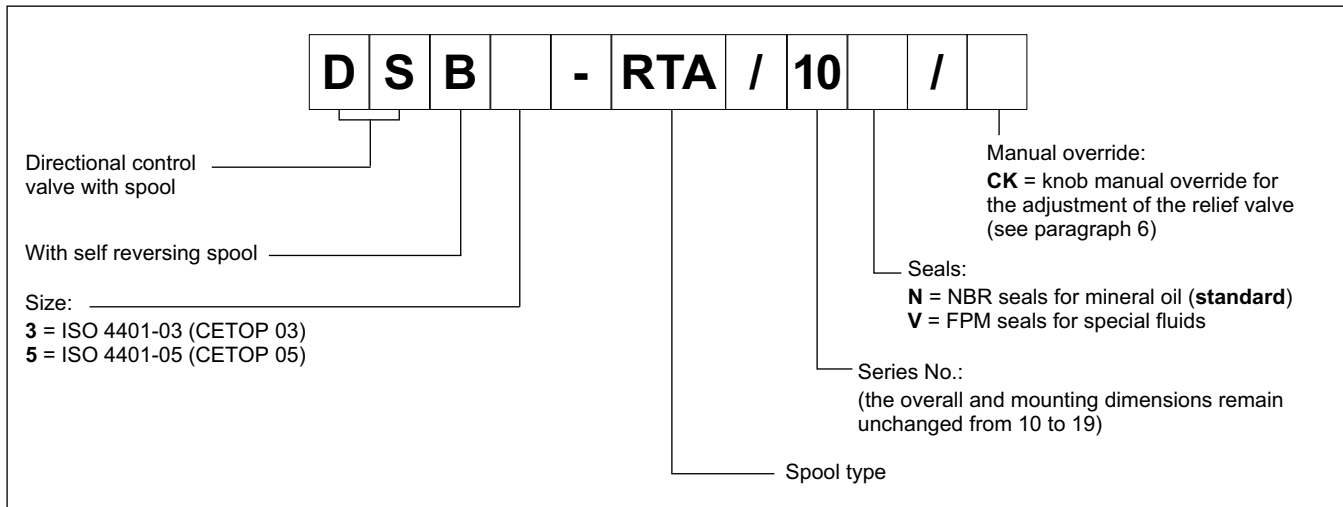 DSB - RTA / 10 /
Directional control
valve with spool
With self reversing spool
Size:
3 = ISO 4401-03 (CETOP 03)
5 = ISO 4401-05 (CETOP 05)
Manual override:
CK = knob manual override for
the adjustment of the relief valve
(see paragraph 6)
Seals:
N = NBR seals for mineral oil (standard)
V = FPM seals for special fluids
Series No.:
(the overall and mounting dimensions remain
unchanged from 10 to 19)
Spool type